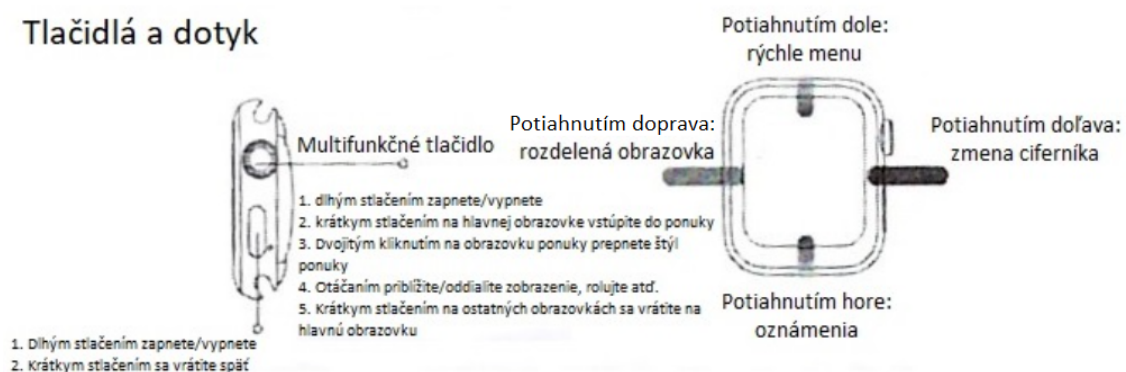 Tlačidlá a dotyk
Multifunkčné tlačidlo
1. dlhým stlačením zapnete/vypnete
2. krátkym stlačením na hlavnej obrazovke vstúpite do ponuky
3. Dvojitým kliknutím na obrazovku ponuky prepnete štýl
ponuky
4. Otáčaním priblížite/oddialite zobrazenie, rolujte atď.
5. Krátkym stlačením na ostatných obrazovkách sa vrátite na
hlavnú obrazovku
1. Dlhým stlačením zapnete/vypnete
2. Krátkym stlačením sa vrátite späť
Potiahnutím dole:
rýchle menu
Potiahnutím doprava:
rozdelená obrazovka
Potiahnutím doľava:
zmena ciferníka
Potiahnutím hore:
oznámenia